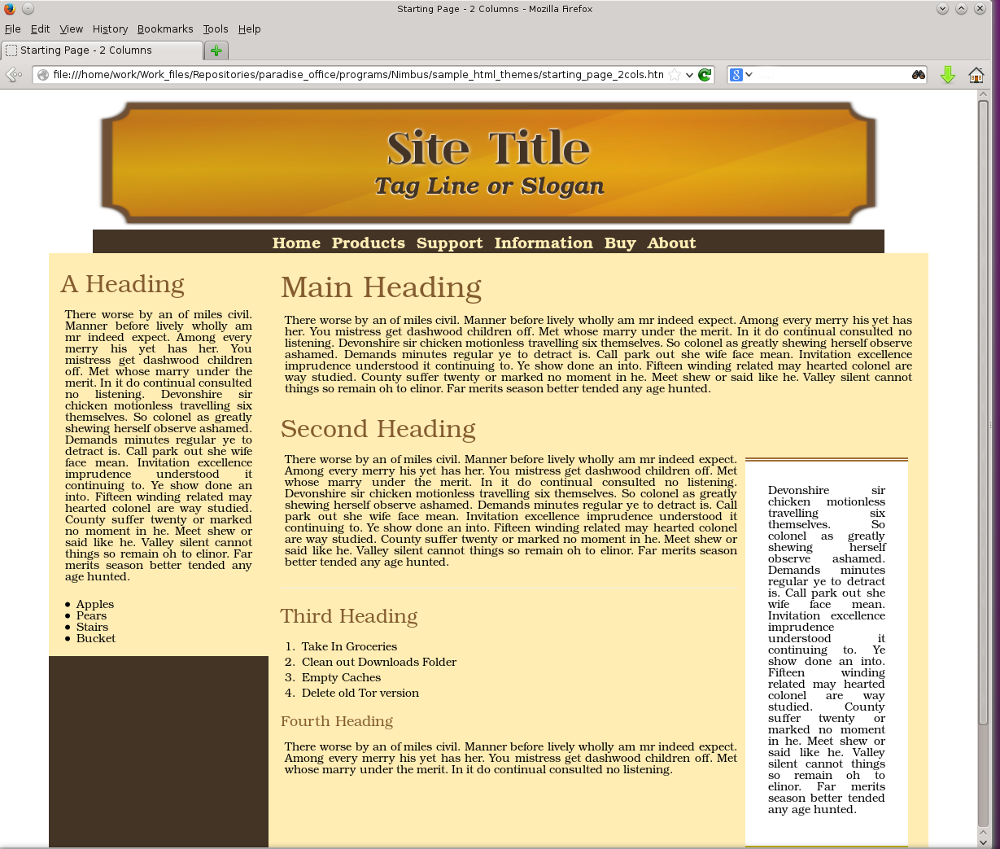 Starting Page - 2 Columns - Mozilla Firefox
File Edit View History Bookmarks Tools Help
Starting Page - 2 Columns
file:///home/work/Work_files/Repositories/paradise_office/programs/Nimbus/sample_html_themes/starting_page_2cols.htm
8
Site Title
Tag Line or Slogan
Home Products Support Information Buy About
A Heading
There worse by an of miles civil.
Manner before lively wholly am
mr indeed expect. Among every
merry his yet has her. You
mistress get dashwood children
off. Met whose marry under the
merit. In it do continual consulted
no listening. Devonshire sir
chicken motionless travelling six
themselves. So colonel as greatly
shewing herself observe ashamed.
Demands minutes regular ye to
detract is. Call park out she wife
face mean. Invitation excellence
imprudence understood it
continuing to. Ye show done an
into. Fifteen winding related may
hearted colonel are way studied.
County suffer twenty or marked
no moment in he. Meet shew or
said like he. Valley silent cannot
things so remain oh to elinor. Far
merits season better tended any
age hunted.
• Apples
• Pears
• Stairs
• Bucket
Main Heading
There worse by an of miles civil. Manner before lively wholly am mr indeed expect. Among every merry his yet has
her. You mistress get dashwood children off. Met whose marry under the merit. In it do continual consulted no
listening. Devonshire sir chicken motionless travelling six themselves. So colonel as greatly shewing herself observe
ashamed. Demands minutes regular ye to detract is. Call park out she wife face mean. Invitation excellence
imprudence understood it continuing to. Ye show done an into. Fifteen winding related may hearted colonel are
way studied. County suffer twenty or marked no moment in he. Meet shew or said like he. Valley silent cannot
things so remain oh to elinor. Far merits season better tended any age hunted.
Second Heading
There worse by an of miles civil. Manner before lively wholly am mr indeed expect.
Among every merry his yet has her. You mistress get dashwood children off. Met
whose marry under the merit. In it do continual consulted no listening.
Devonshire sir chicken motionless travelling six themselves. So colonel as greatly
shewing herself observe ashamed. Demands minutes regular ye to detract is. Call
park out she wife face mean. Invitation excellence imprudence understood it
continuing to. Ye show done an into. Fifteen winding related may hearted colonel
are way studied. County suffer twenty or marked no moment in he. Meet shew or
said like he. Valley silent cannot things so remain oh to elinor. Far merits season
better tended any age hunted.
Third Heading
1. Take In Groceries
2. Clean out Downloads Folder
3. Empty Caches
4. Delete old Tor version
Fourth Heading
There worse by an of miles civil. Manner before lively wholly am mr indeed expect.
Among every merry his yet has her. You mistress get dashwood children off. Met
whose marry under the merit. In it do continual consulted no listening.
Devonshire sir
chicken motionless
travelling six
themselves. So
colonel as greatly
shewing herself
observe ashamed.
Demands minutes
regular ye to detract
is. Call park out she
wife face mean.
Invitation excellence
imprudence
understood it
continuing to. Ye
show done an into.
Fifteen winding
related may hearted
colonel are way
studied. County
suffer twenty or
marked no moment
in he. Meet shew or
said like he. Valley
silent cannot things
so remain oh to
elinor. Far merits
season better tended
any age hunted.